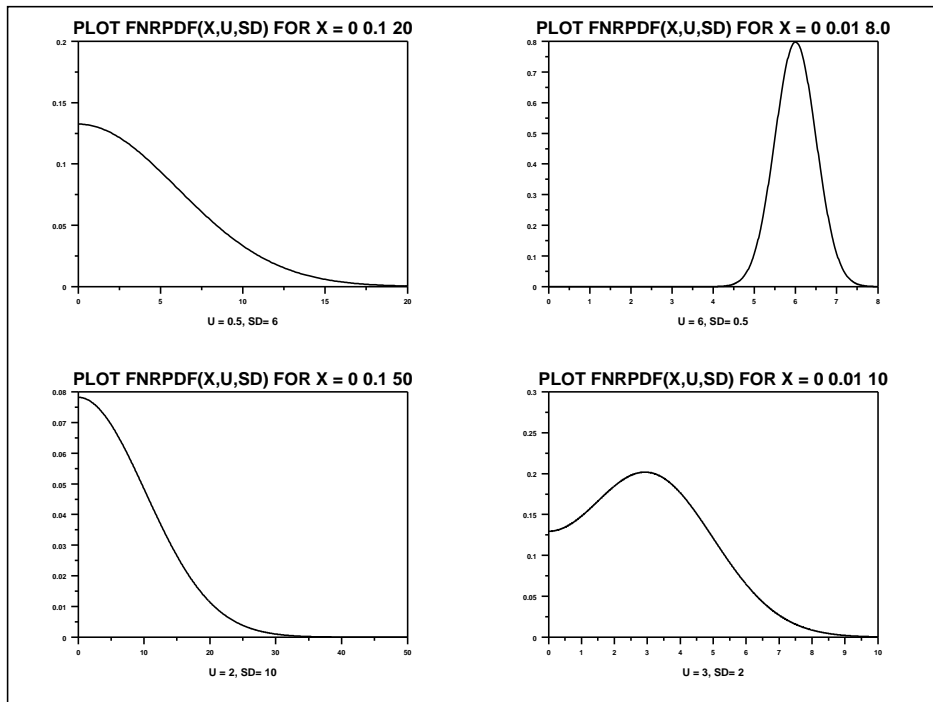 PLOT FNRPDF(X,U,SD) FOR X = 0 0.1 20
0.2
0.15
0.1
0.05
0
0 5 10 15 20
U = 0.5, SD= 6
PLOT FNRPDF(X,U,SD) FOR X = 0 0.01 8.0
0.8
0.7
0.6
0.5
0.4
0.3
0.2
0.1
0
0 1 2 3 4 5 6 7 8
U = 6, SD= 0.5
PLOT FNRPDF(X,U,SD) FOR X = 0 0.1 50
0.08
0.07
0.06
0.05
0.04
0.03
0.02
0.01
0
0 10 20 30 40 50
U = 2, SD= 10
PLOT FNRPDF(X,U,SD) FOR X = 0 0.01 10
0.3
0.25
0.2
0.15
0.1
0.05
0
0 1 2 3 4 5 6 7 8 9 10
U = 3, SD= 2